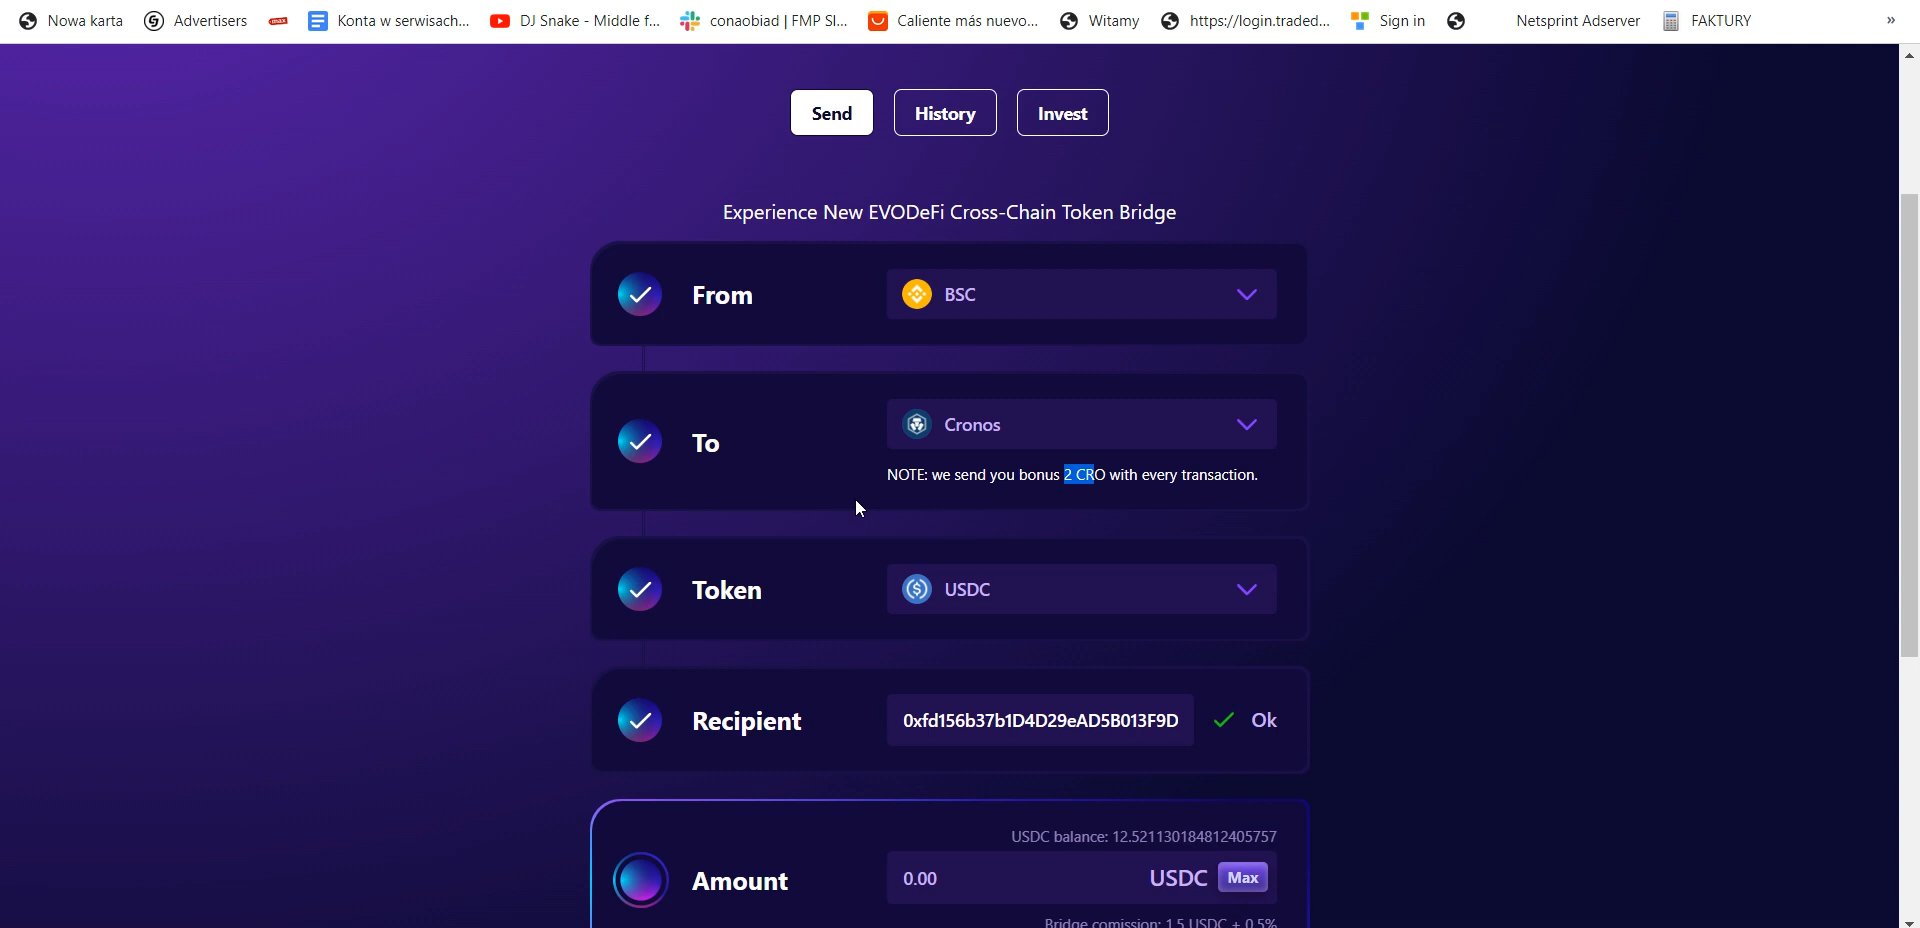 Nowa karta Advertisers max Konta w serwisach... DJ Snake - Middle f... conaobiad | FMP Sl... Caliente más nuevo... Witamy https://login.traded... Sign in Netsprint Adserver FAKTURY »
Send History Invest
Experience New EVODeFi Cross-Chain Token Bridge
From BSC
To Cronos
NOTE: we send you bonus 2 CRO with every transaction.
Token USDC
Recipient 0xfd156b37b1D4D29eAD5B013F9D Ok
USDC balance: 12.521130184812405757
Amount 0.00 USDC Max
Bridge comission: 1.5 USDC + 0.5%